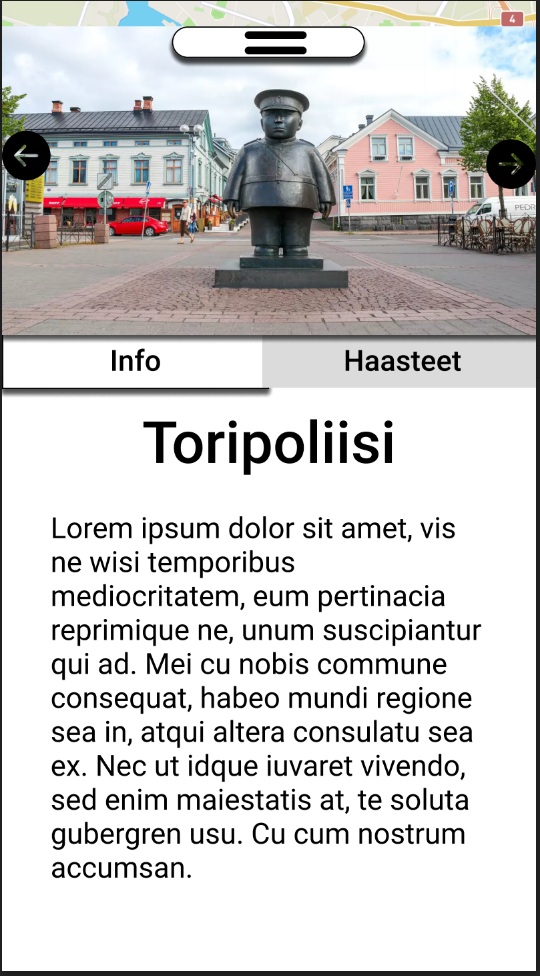 4
PEDR
Info
Haasteet
Toripoliisi
Lorem ipsum dolor sit amet, vis
ne wisi temporibus
mediocritatem, eum pertinacia
reprimique ne, unum suscipiantur
qui ad. Mei cu nobis commune
consequat, habeo mundi regione
sea in, atqui altera consulatu sea
ex. Nec ut idque iuvaret vivendo,
sed enim maiestatis at, te soluta
gubergren usu. Cu cum nostrum
accumsan.